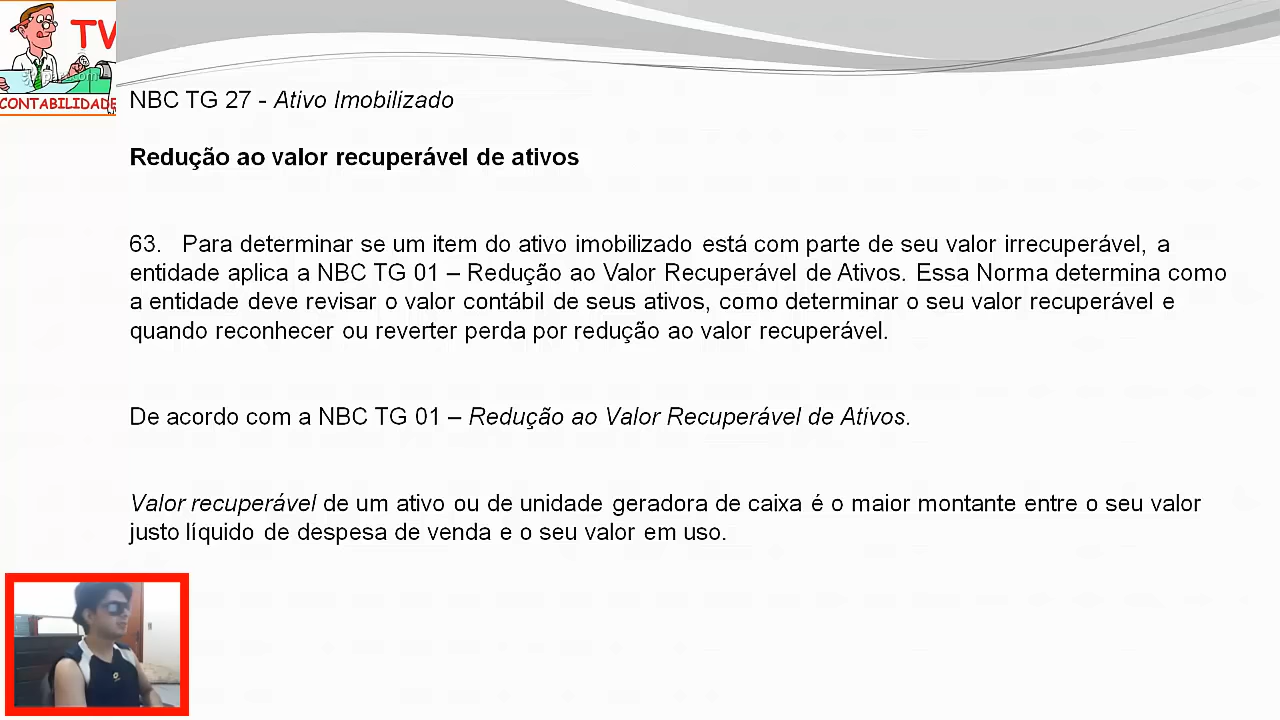 TV
CONTABILIDADE
NBC TG 27 - Ativo Imobilizado
Redução ao valor recuperável de ativos
63. Para determinar se um item do ativo imobilizado está com parte de seu valor irrecuperável, a
entidade aplica a NBC TG 01 – Redução ao Valor Recuperável de Ativos. Essa Norma determina como
a entidade deve revisar o valor contábil de seus ativos, como determinar o seu valor recuperável e
quando reconhecer ou reverter perda por redução ao valor recuperável.
De acordo com a NBC TG 01 – Redução ao Valor Recuperável de Ativos.
Valor recuperável de um ativo ou de unidade geradora de caixa é o maior montante entre o seu valor
justo líquido de despesa de venda e o seu valor em uso.